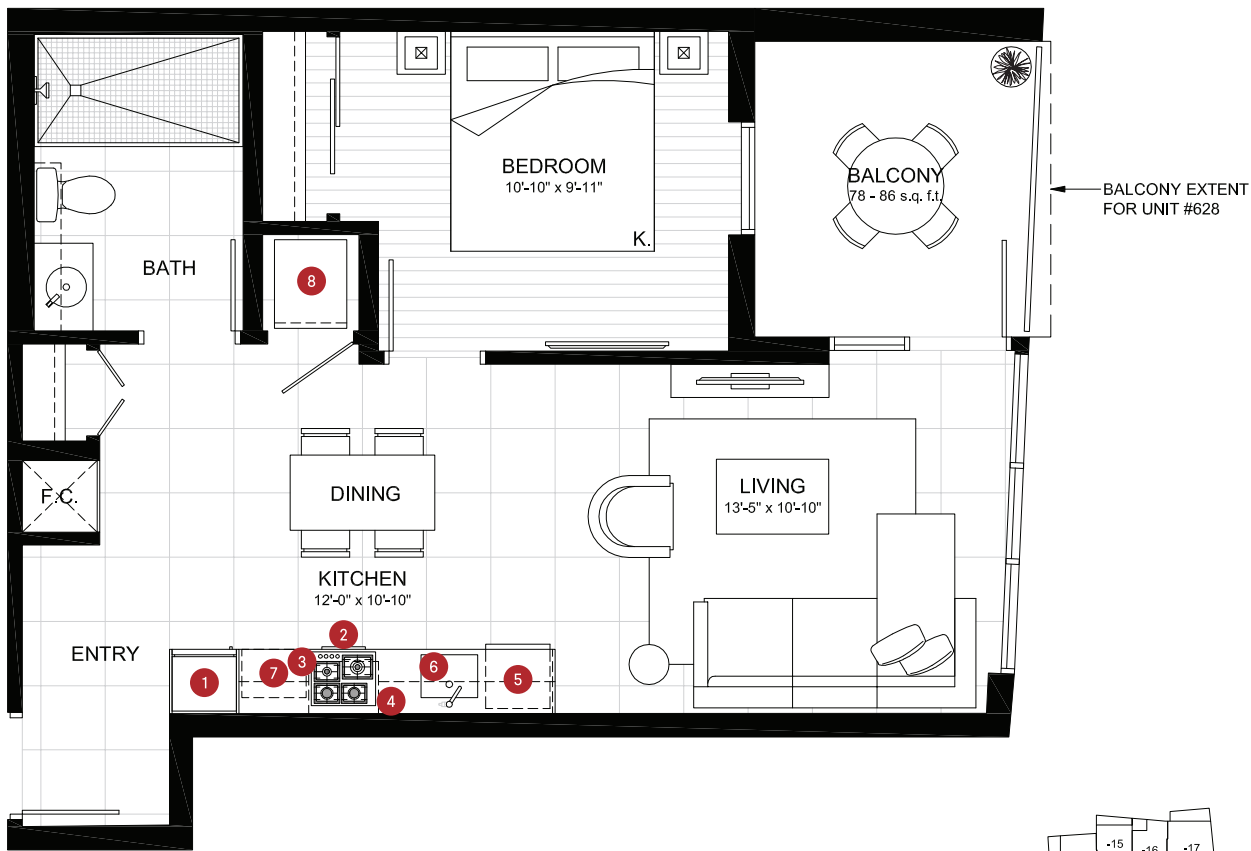 BEDROOM
10'-10" x 9'-11"
K.
BALCONY
78 - 86 s.q. f.t.
BALCONY EXTENT
FOR UNIT #628
BATH
8
F.C.
DINING
LIVING
13'-5" x 10'-10"
KITCHEN
12'-0" x 10'-10"
ENTRY
2
3
7
6
1
5
4
-15
-16
-17